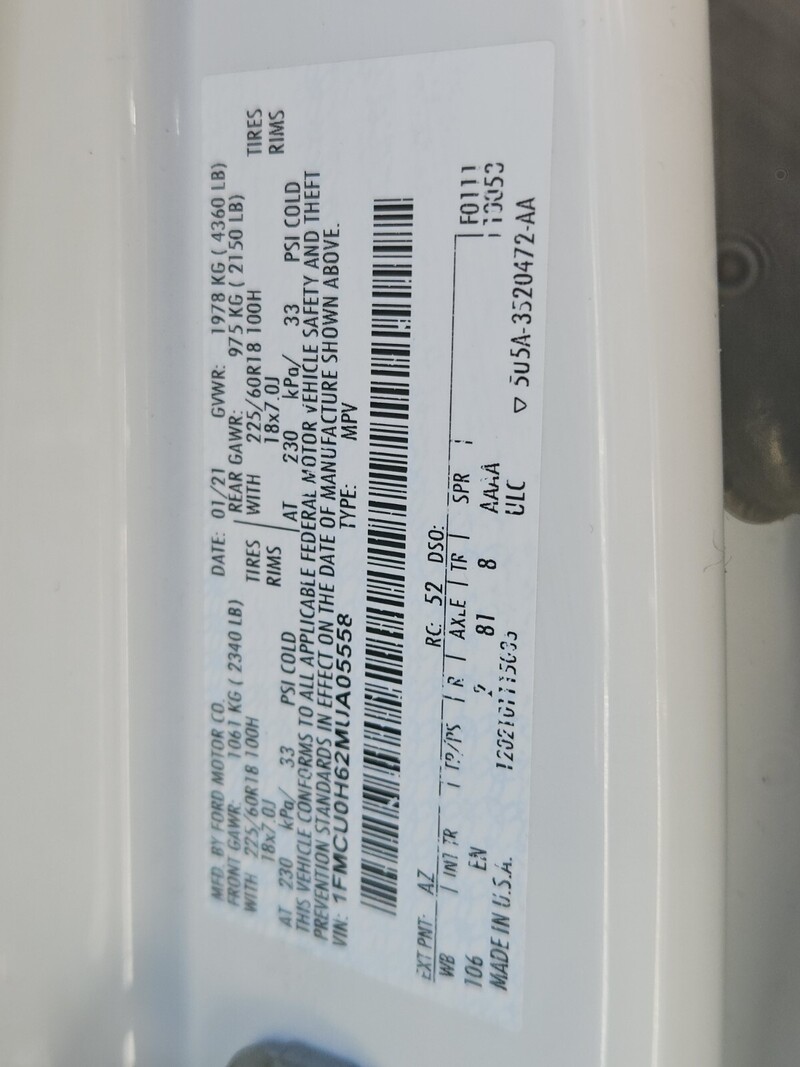 MFD. BY FORD MOTOR CO. DATE: 01/21 GVWR: 1978 KG ( 4360 LB)
FRONT GAWR: 1061 KG ( 2340 LB) REAR GAWR: 975 KG ( 2150 LB)
WITH 225/60R18 100H TIRES WITH 225/60R18 100H TIRES
18x7.0J RIMS 18x7.0J RIMS
AT 230 kPa/ 33 PSI COLD AT 230 kPa/ 33 PSI COLD
THIS VEHICLE CONFORMS TO ALL APPLICABLE FEDERAL MOTOR VEHICLE SAFETY AND THEFT
PREVENTION STANDARDS IN EFFECT ON THE DATE OF MANUFACTURE SHOWN ABOVE.
VIN: 1FMCU0H62MUA05558 TYPE: MPV
EXT PNT: AZ RC: 52 DSO:
WB INT TR TP/PS R AXLE TR SPR F0111
106 EN 2 81 8 AAAA
MADE IN U.S.A. ULC
▽ 5U5A-3520472-AA